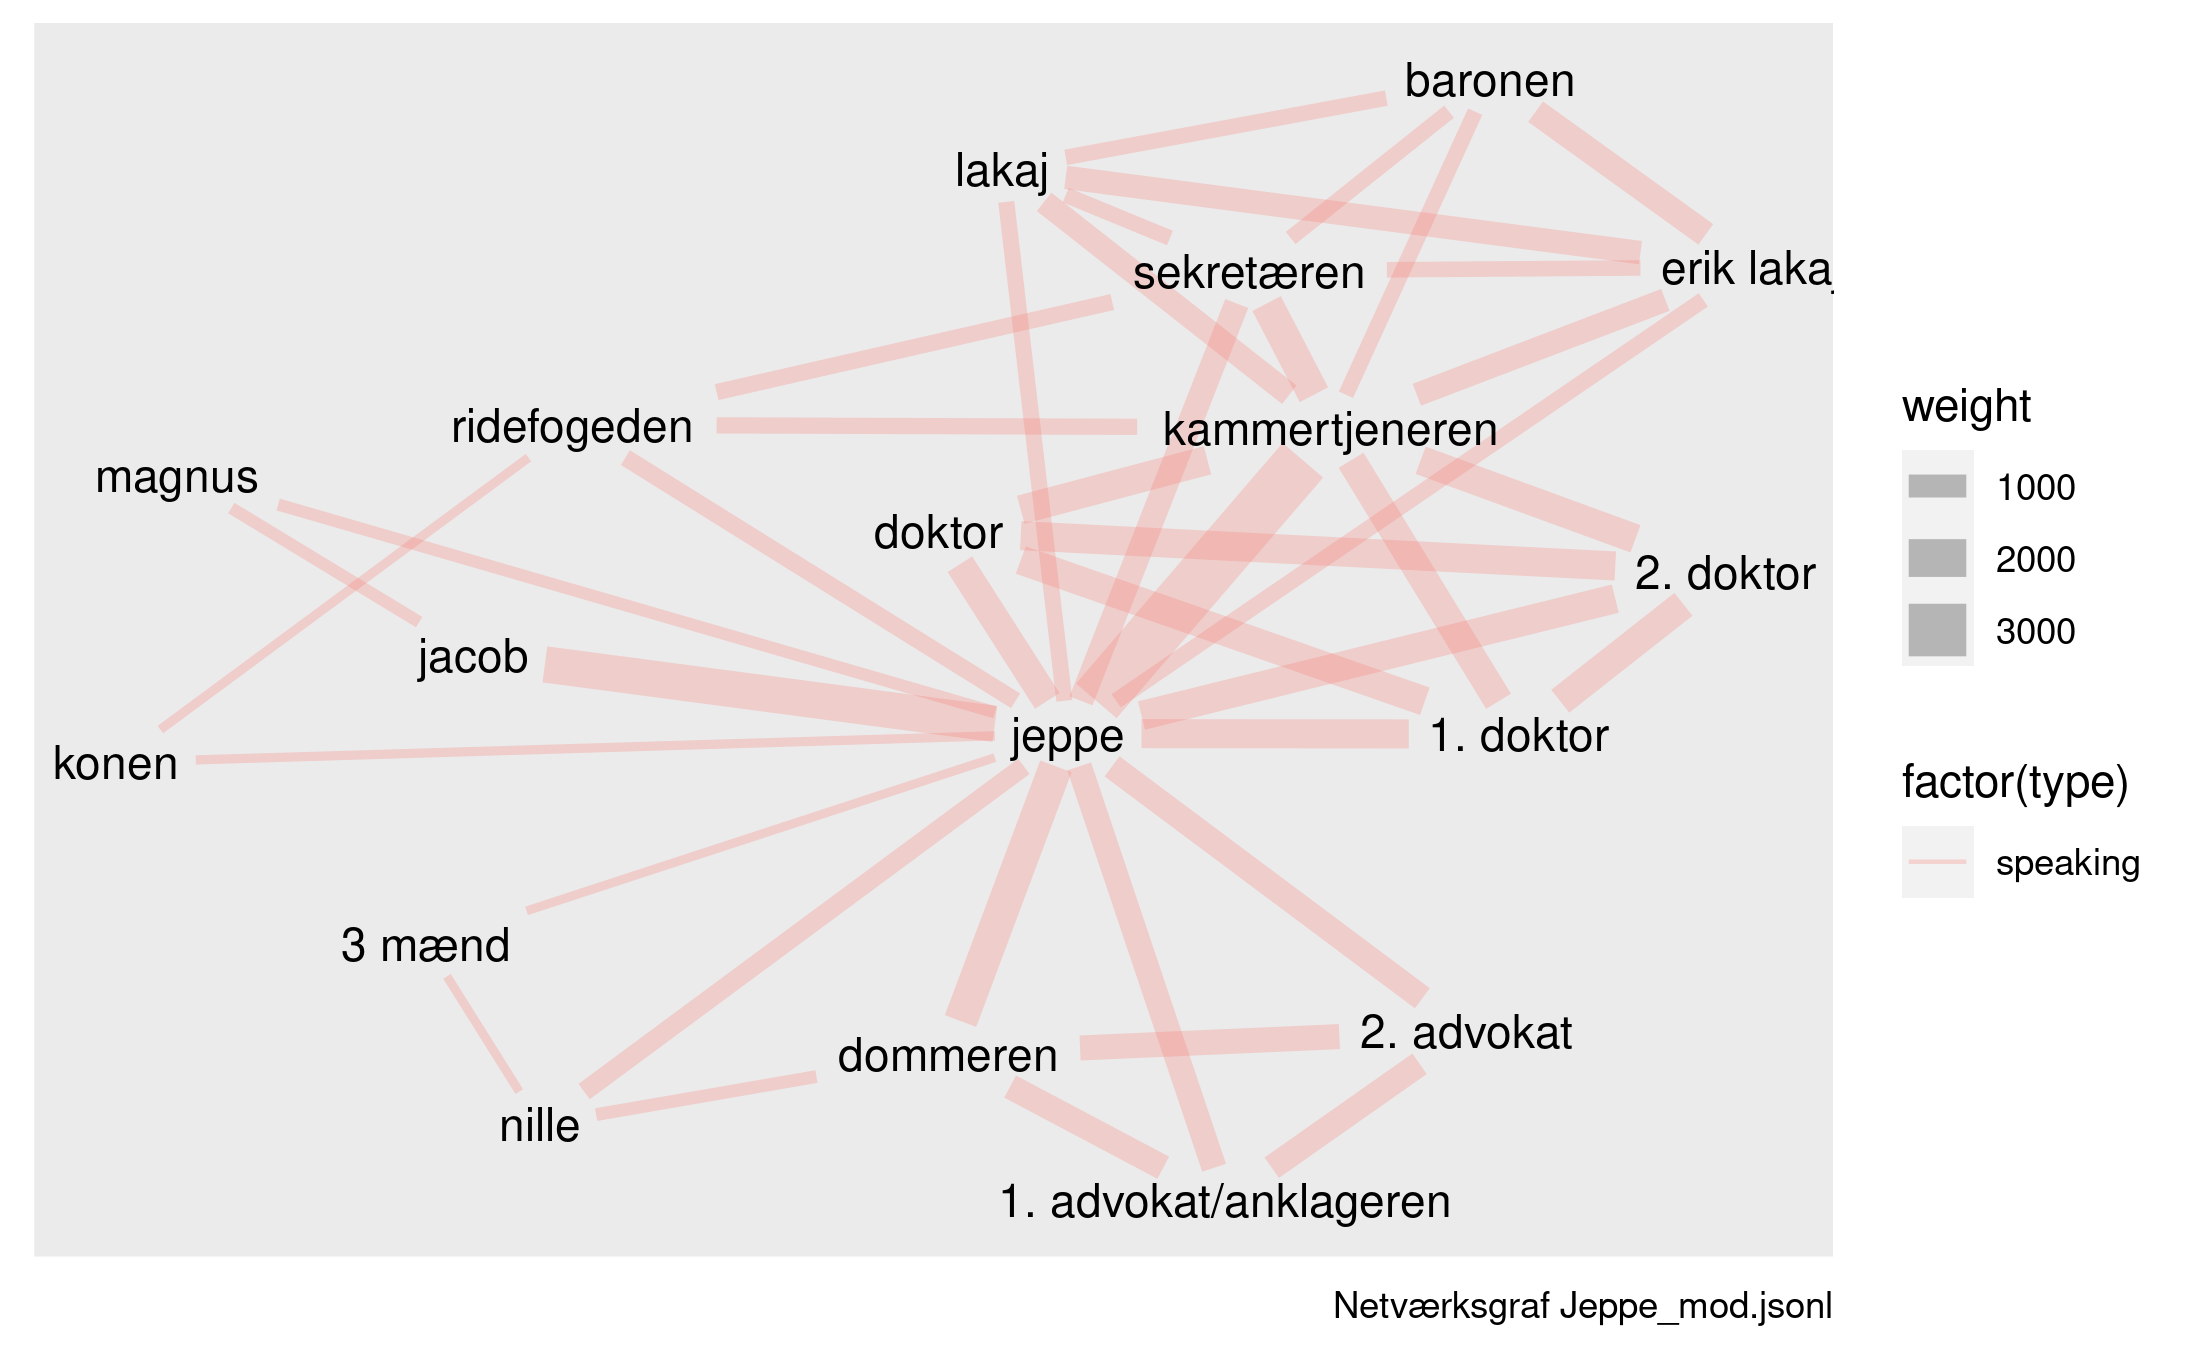 baronen
lakaj
sekretæren
erik lakaj
ridefogeden
kammertjeneren
magnus
doktor
2. doktor
jacob
jeppe
1. doktor
konen
3 mænd
2. advokat
dommeren
nille
1. advokat/anklageren
weight
1000
2000
3000
factor(type)
speaking
Netværksgraf Jeppe_mod.jsonl